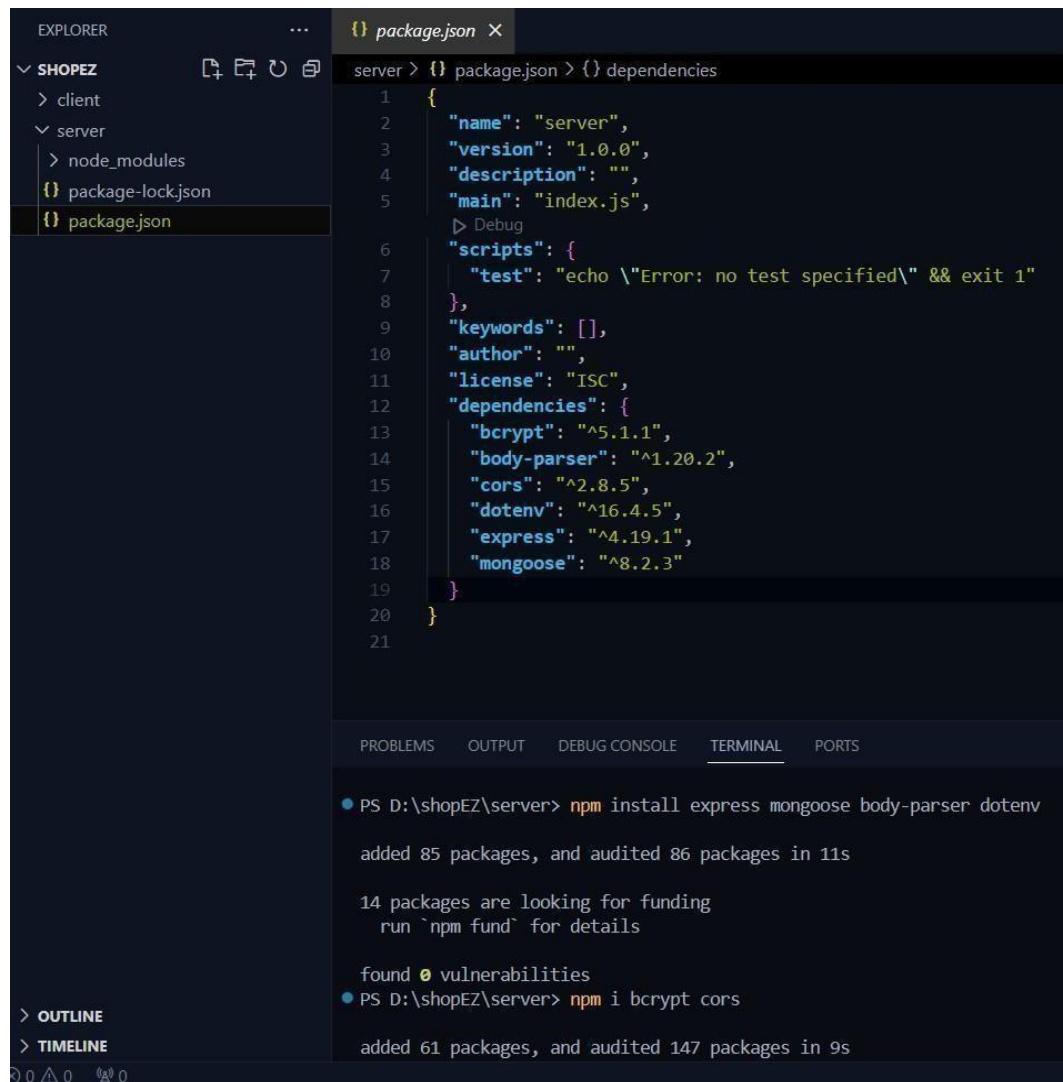 EXPLORER ...
SHOPEZ
client
server
node_modules
{} package-lock.json
{} package.json
OUTLINE
TIMELINE
{} package.json ×
server > {} package.json > {} dependencies
1 {
2 "name": "server",
3 "version": "1.0.0",
4 "description": "",
5 "main": "index.js",
Debug
6 "scripts": {
7 "test": "echo \"Error: no test specified\" && exit 1"
8 },
9 "keywords": [],
10 "author": "",
11 "license": "ISC",
12 "dependencies": {
13 "bcrypt": "^5.1.1",
14 "body-parser": "^1.20.2",
15 "cors": "^2.8.5",
16 "dotenv": "^16.4.5",
17 "express": "^4.19.1",
18 "mongoose": "^8.2.3"
19 }
20 }
21
PROBLEMS OUTPUT DEBUG CONSOLE TERMINAL PORTS
PS D:\shopEZ\server> npm install express mongoose body-parser dotenv
added 85 packages, and audited 86 packages in 11s
14 packages are looking for funding
run `npm fund` for details
found 0 vulnerabilities
PS D:\shopEZ\server> npm i bcrypt cors
added 61 packages, and audited 147 packages in 9s
0 0 0